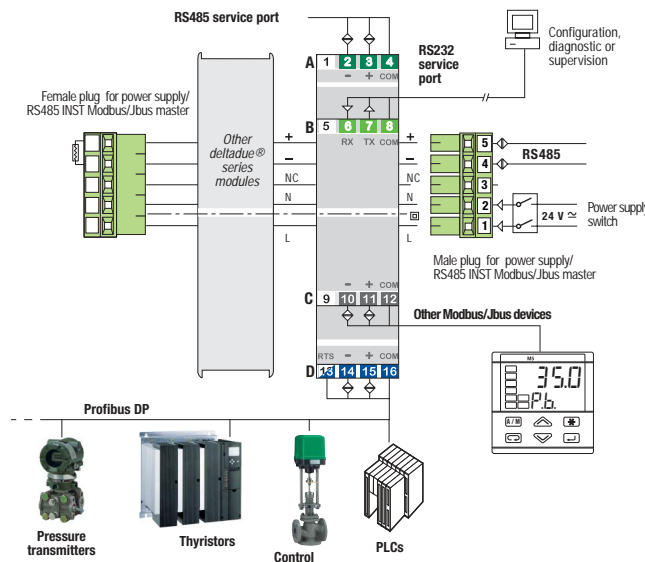 RS485 service port
Configuration,
diagnostic or
supervision
RS232
service
port
A 1 2 3 4
− + COM
Female plug for power supply/
RS485 INST Modbus/Jbus master
B 5 6 7 8
RX TX COM
Other
deltadue®
series
modules
+ +
− −
NC NC
N N
L L
5
4
3
2
1
RS485
24 V
Power supply
switch
Male plug for power supply/
RS485 INST Modbus/Jbus master
− + COM
C 9 10 11 12
Other Modbus/Jbus devices
RTS − + COM
D 13 14 15 16
M5
35.0
P.b.
A / M
Profibus DP
Pressure
transmitters
Thyristors
Control
PLCs